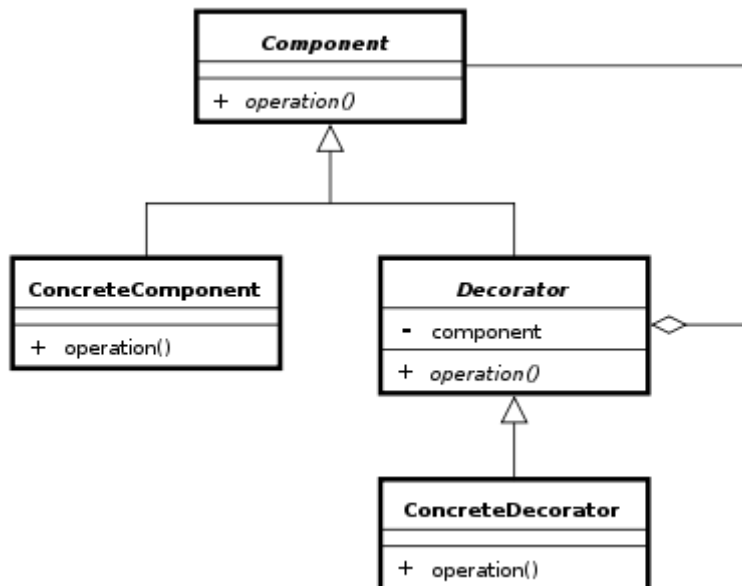 Component
+ operation()
ConcreteComponent
+ operation()
Decorator
- component
+ operation()
ConcreteDecorator
+ operation()